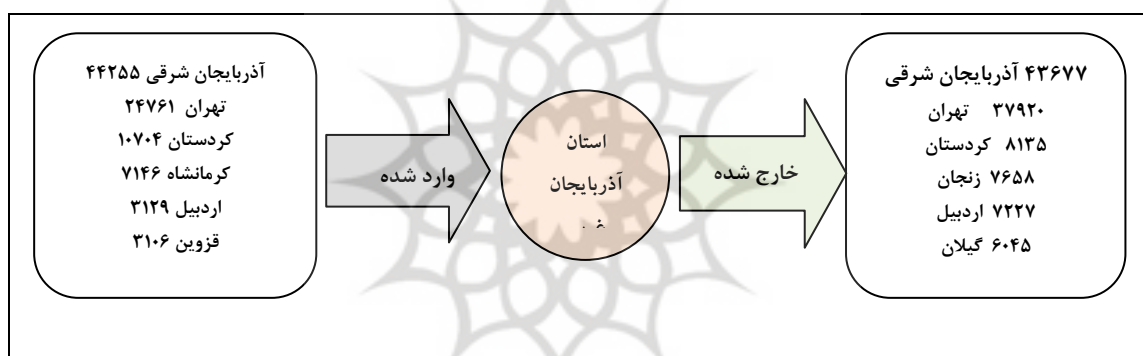 آذربایجان شرقی ۴۴۲۵۵
تهران ۲۴۷۶۱
کردستان ۱۰۷۰۴
کرمانشاه ۷۱۴۶
اردبیل ۳۱۲۹
قزوین ۳۱۰۶
وارد شده
استان
آذربایجان
خارج شده
۴۳۶۷۷ آذربایجان شرقی
۳۷۹۲۰ تهران
۸۱۳۵ کردستان
۷۶۵۸ زنجان
۷۲۲۷ اردبیل
۶۰۴۵ گیلان